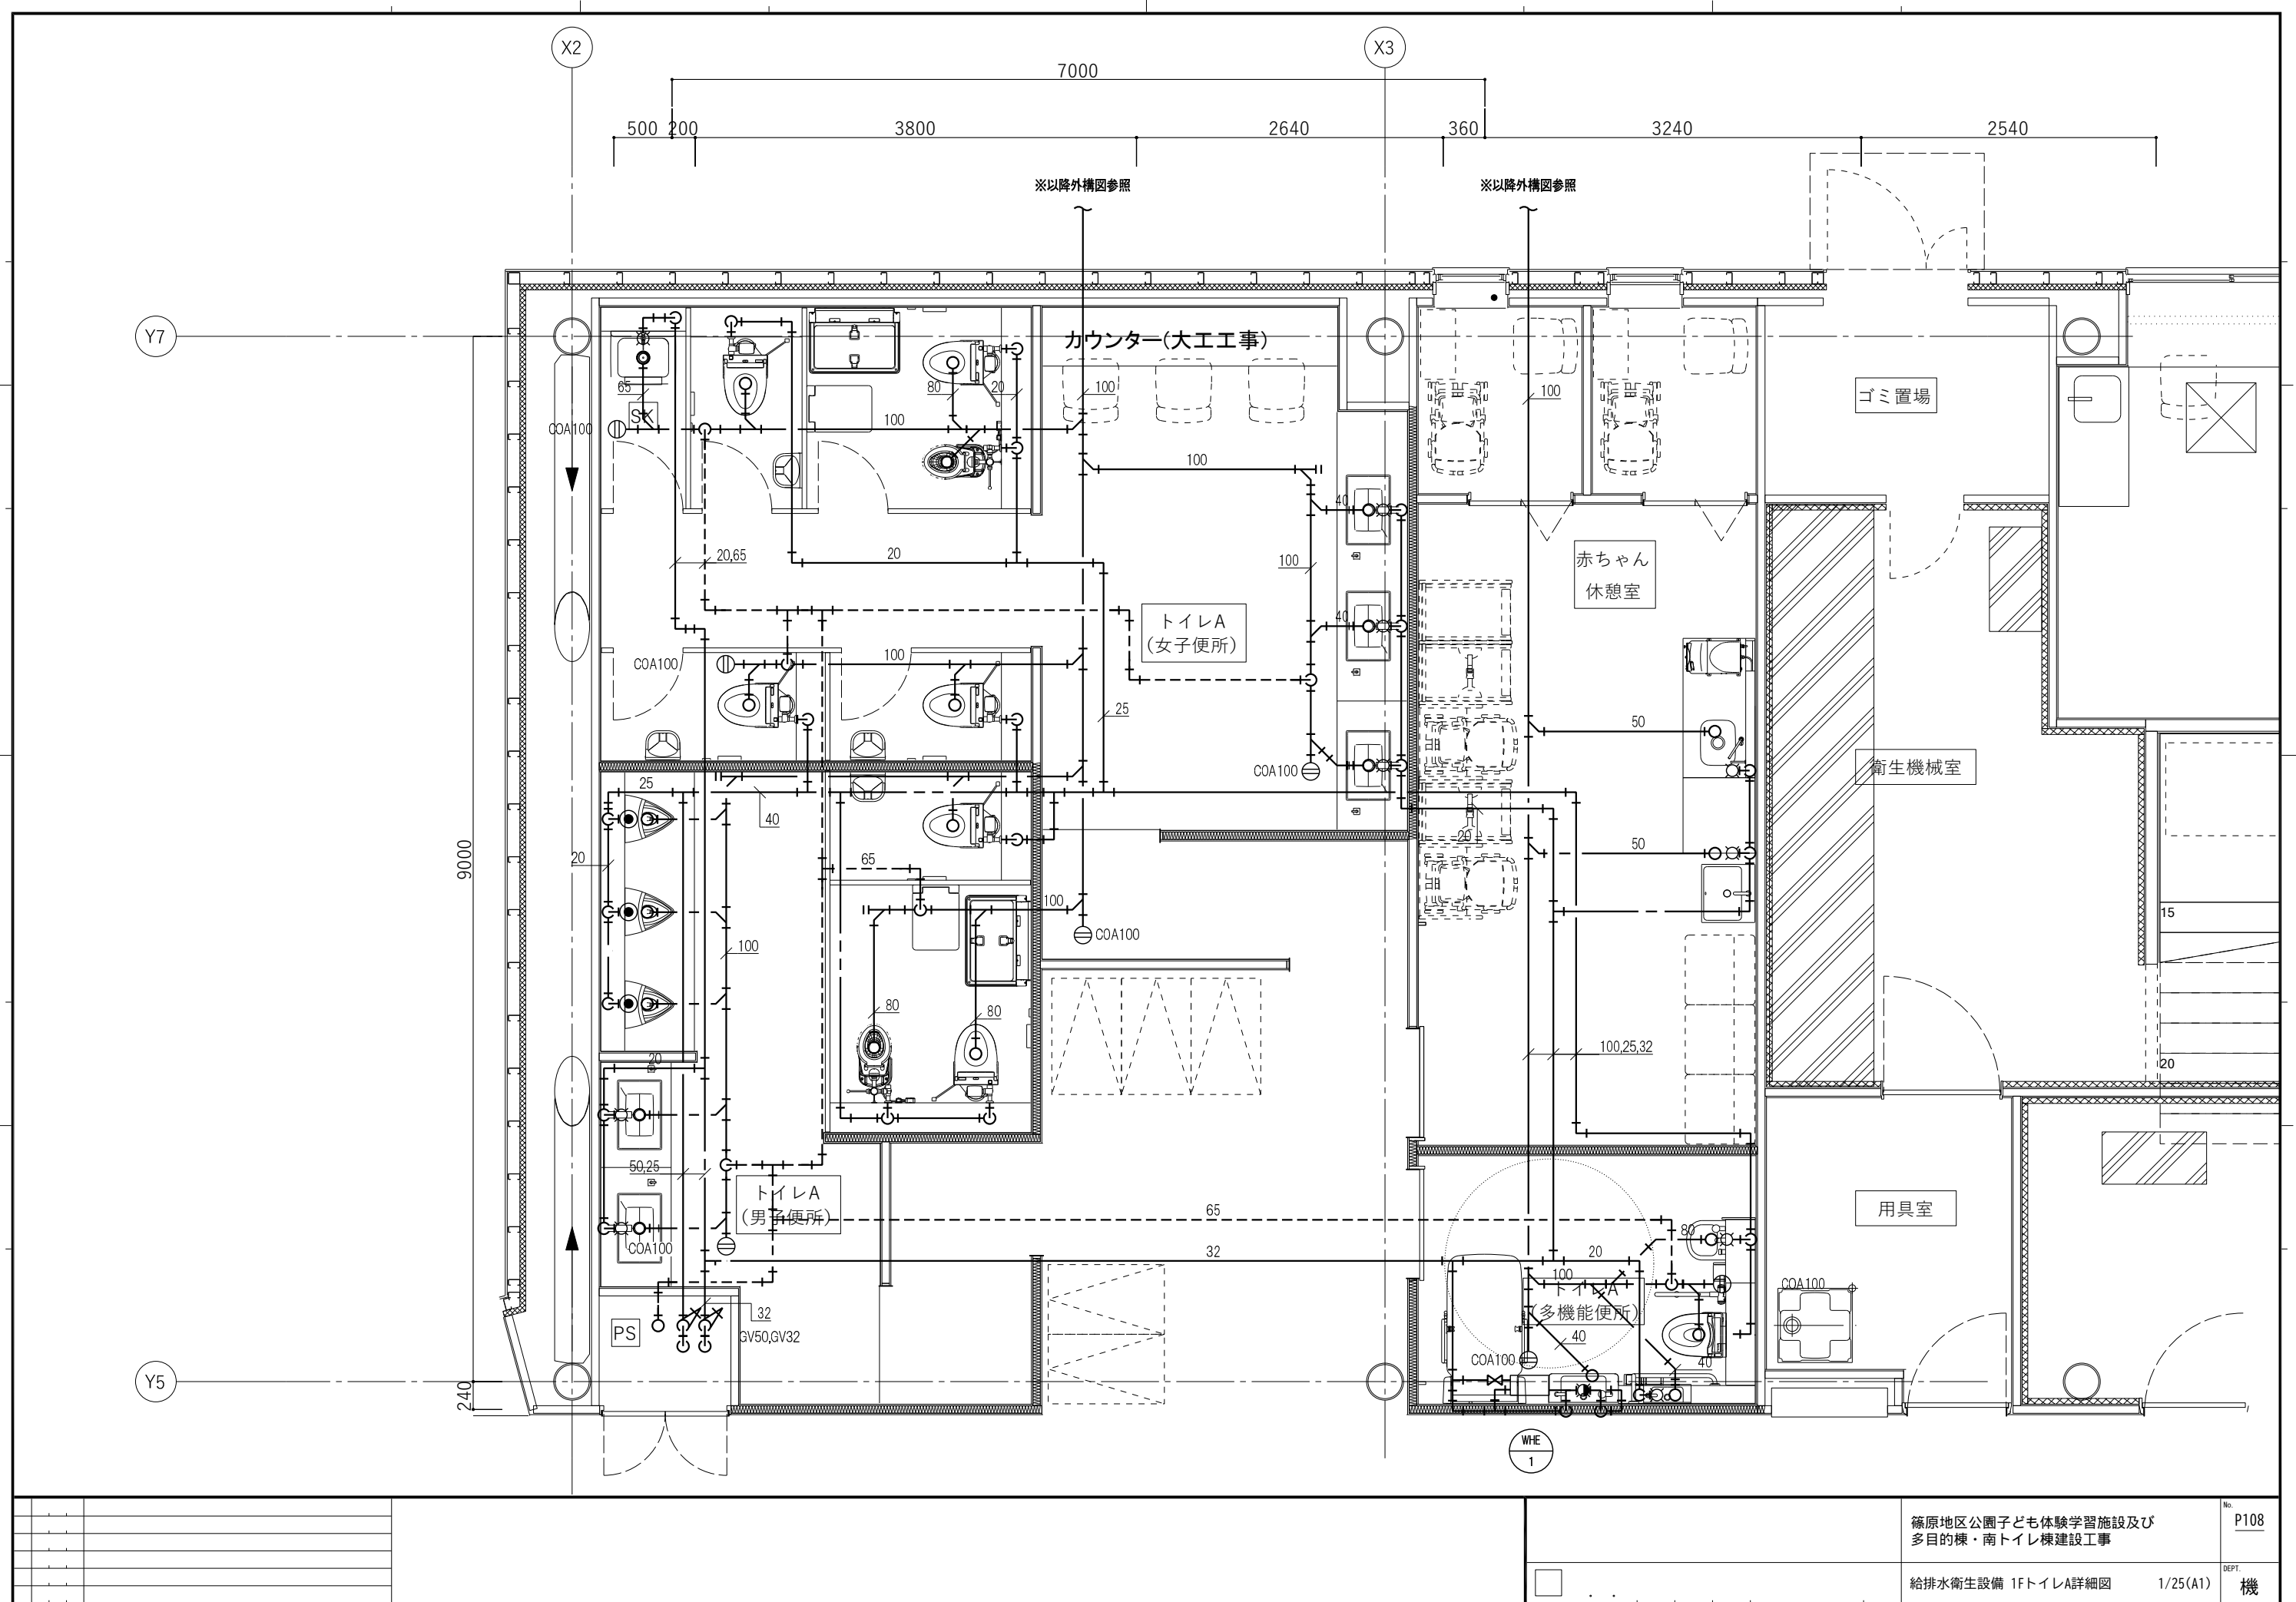 X2
X3
7000
500
200
3800
2640
360
3240
2540
※以降外構図参照
※以降外構図参照
Y7
カウンター(大工工事)
65
80
20
100
100
SK
COA100
100
ゴミ置場
100
40
20,65
20
100
赤ちゃん
休憩室
トイレA
(女子便所)
40
COA100
100
25
50
COA100
衛生機械室
25
40
20
50
20
65
9000
100
COA100
15
100
80
80
20
100,25,32
20
50,25
トイレA
(男子便所)
COA100
65
80
用具室
32
20
100
COA100
トイレA
(多機能便所)
32
PS
GV50,GV32
40
COA100
40
Y5
240
WHE
1
篠原地区公園子ども体験学習施設及び
多目的棟・南トイレ棟建設工事
No.
P108
給排水衛生設備 1FトイレA詳細図
1/25(A1)
DEPT.
機